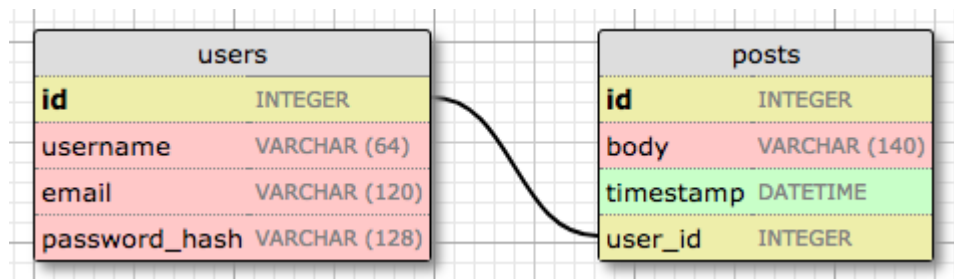 users
id INTEGER
username VARCHAR (64)
email VARCHAR (120)
password_hash VARCHAR (128)
posts
id INTEGER
body VARCHAR (140)
timestamp DATETIME
user_id INTEGER